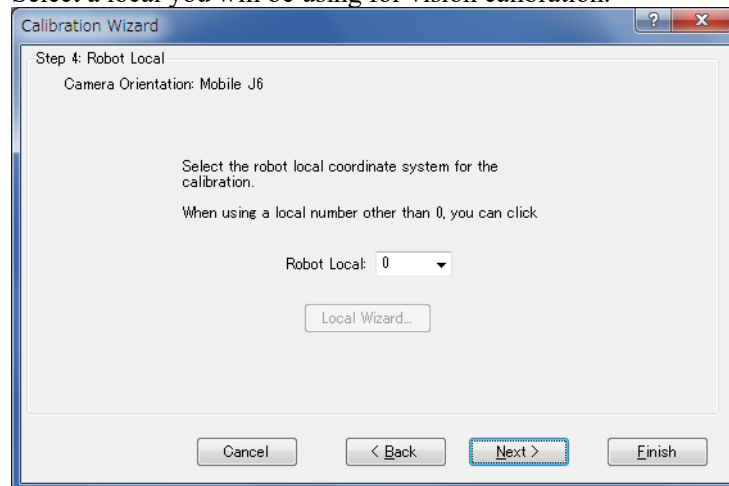 Select a local you will be using for vision calibration.
Calibration Wizard
Step 4: Robot Local
Camera Orientation: Mobile J6
Select the robot local coordinate system for the
calibration.
When using a local number other than 0, you can click
Robot Local: 0
Local Wizard...
Cancel
< Back
Next >
Finish